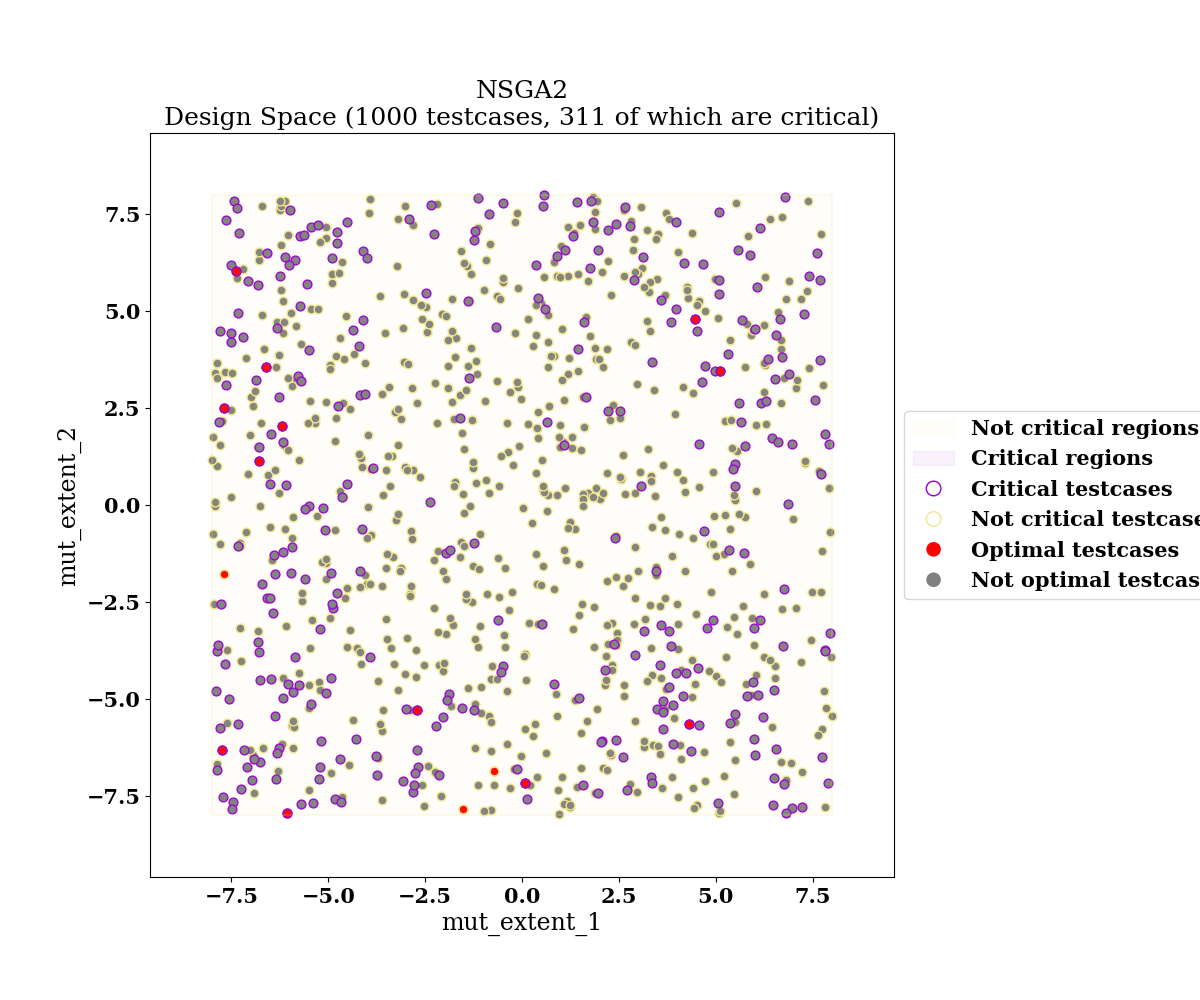 NSGA2
Design Space (1000 testcases, 311 of which are critical)
mut_extent_2
7.5
5.0
2.5
0.0
−2.5
−5.0
−7.5
−7.5
−5.0
−2.5
0.0
2.5
5.0
7.5
mut_extent_1
Not critical regions
Critical regions
Critical testcases
Not critical testcase
Optimal testcases
Not optimal testcas